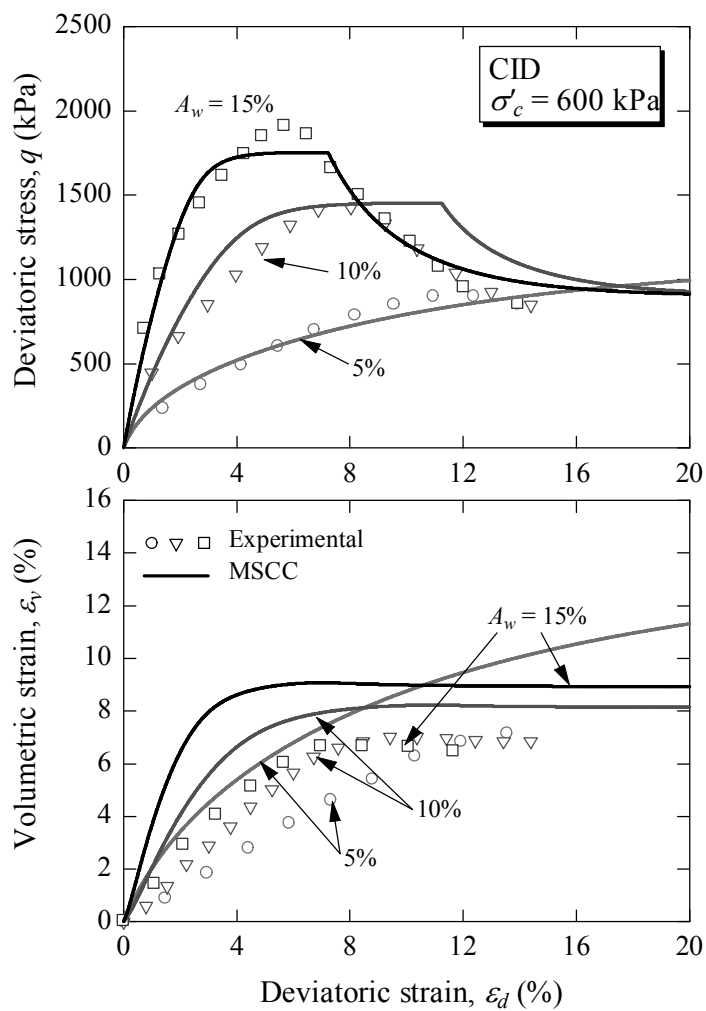 2500
2000
1500
1000
500
0
Deviatoric stress, q (kPa)
CID
σ′c = 600 kPa
Aw = 15%
10%
5%
0 4 8 12 16 20
16
14
12
10
8
6
4
2
0
Volumetric strain, εv (%)
Experimental
MSCC
Aw = 15%
10%
5%
0 4 8 12 16 20
Deviatoric strain, εd (%)